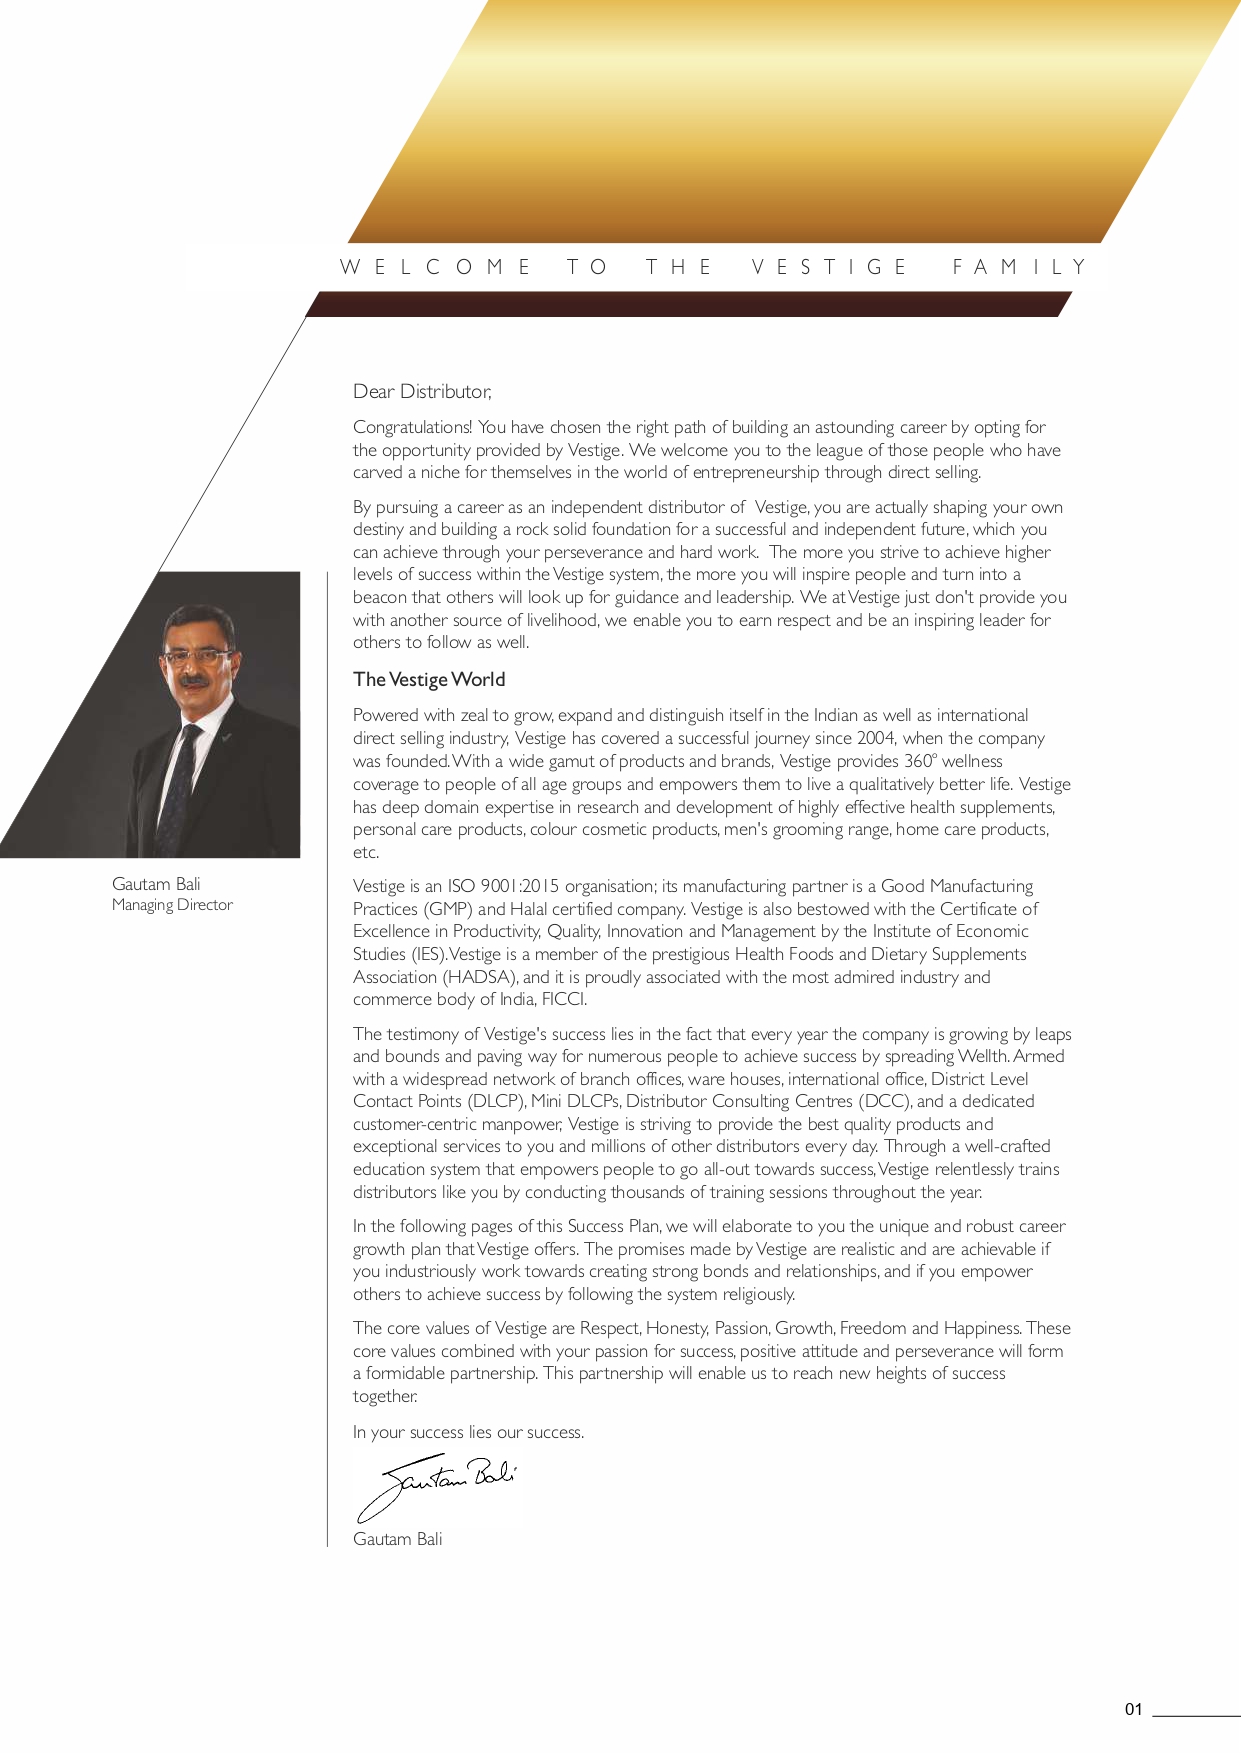 WELCOME TO THE VESTIGE FAMILY
Dear Distributor,
Congratulations! You have chosen the right path of building an astounding career by opting for
the opportunity provided by Vestige. We welcome you to the league of those people who have
carved a niche for themselves in the world of entrepreneurship through direct selling.
By pursuing a career as an independent distributor of Vestige, you are actually shaping your own
destiny and building a rock solid foundation for a successful and independent future, which you
can achieve through your perseverance and hard work. The more you strive to achieve higher
levels of success within the Vestige system, the more you will inspire people and turn into a
beacon that others will look up for guidance and leadership. We at Vestige just don't provide you
with another source of livelihood, we enable you to earn respect and be an inspiring leader for
others to follow as well.
The Vestige World
Powered with zeal to grow, expand and distinguish itself in the Indian as well as international
direct selling industry, Vestige has covered a successful journey since 2004, when the company
was founded. With a wide gamut of products and brands, Vestige provides 360° wellness
coverage to people of all age groups and empowers them to live a qualitatively better life. Vestige
has deep domain expertise in research and development of highly effective health supplements,
personal care products, colour cosmetic products, men's grooming range, home care products,
etc.
Gautam Bali
Managing Director
Vestige is an ISO 9001:2015 organisation; its manufacturing partner is a Good Manufacturing
Practices (GMP) and Halal certified company. Vestige is also bestowed with the Certificate of
Excellence in Productivity, Quality, Innovation and Management by the Institute of Economic
Studies (IES). Vestige is a member of the prestigious Health Foods and Dietary Supplements
Association (HADSA), and it is proudly associated with the most admired industry and
commerce body of India, FICCI.
The testimony of Vestige's success lies in the fact that every year the company is growing by leaps
and bounds and paving way for numerous people to achieve success by spreading Wellth. Armed
with a widespread network of branch offices, ware houses, international office, District Level
Contact Points (DLCP), Mini DLCPs, Distributor Consulting Centres (DCC), and a dedicated
customer-centric manpower, Vestige is striving to provide the best quality products and
exceptional services to you and millions of other distributors every day. Through a well-crafted
education system that empowers people to go all-out towards success, Vestige relentlessly trains
distributors like you by conducting thousands of training sessions throughout the year.
In the following pages of this Success Plan, we will elaborate to you the unique and robust career
growth plan that Vestige offers. The promises made by Vestige are realistic and are achievable if
you industriously work towards creating strong bonds and relationships, and if you empower
others to achieve success by following the system religiously.
The core values of Vestige are Respect, Honesty, Passion, Growth, Freedom and Happiness. These
core values combined with your passion for success, positive attitude and perseverance will form
a formidable partnership. This partnership will enable us to reach new heights of success
together.
In your success lies our success.
Gautam Bali
Gautam Bali
01